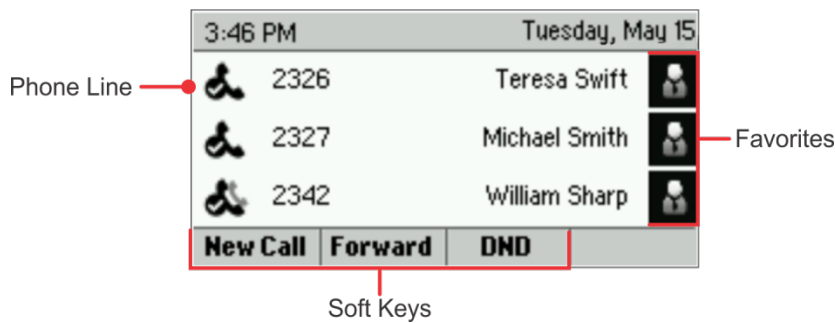 3:46 PM Tuesday, May 15
Phone Line 2326 Teresa Swift
2327 Michael Smith Favorites
2342 William Sharp
New Call Forward DND
Soft Keys